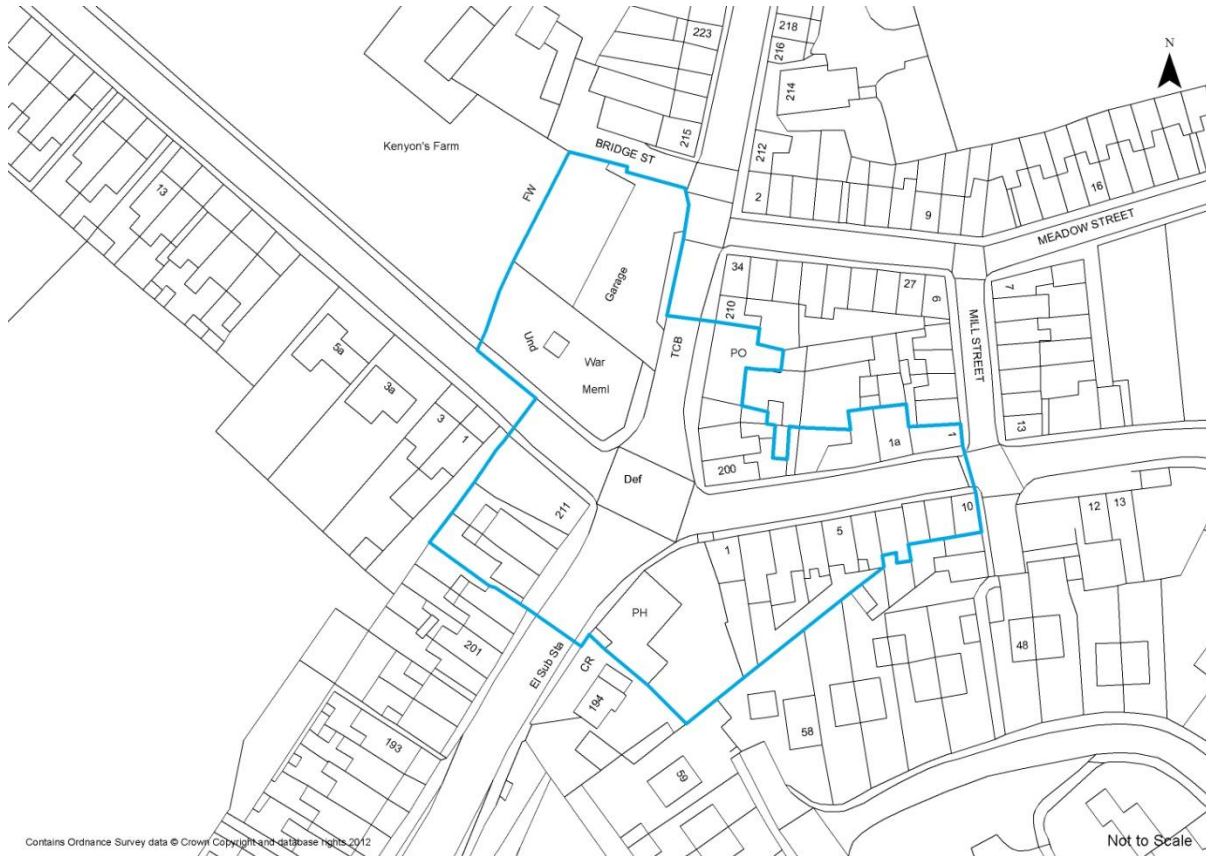 223
218
216
N
214
215
212
Kenyon's Farm
BRIDGE ST
16
13
FW
2
9
MEADOW STREET
34
27
6
7
Garage
210
MILL STREET
Und
TCB
PO
War
Meml
5a
3a
3
1
13
1a
1
200
Def
211
10
12
13
5
1
PH
201
El Sub Sta
CR
48
194
58
193
59
Contains Ordnance Survey data © Crown Copyright and database rights 2012
Not to Scale